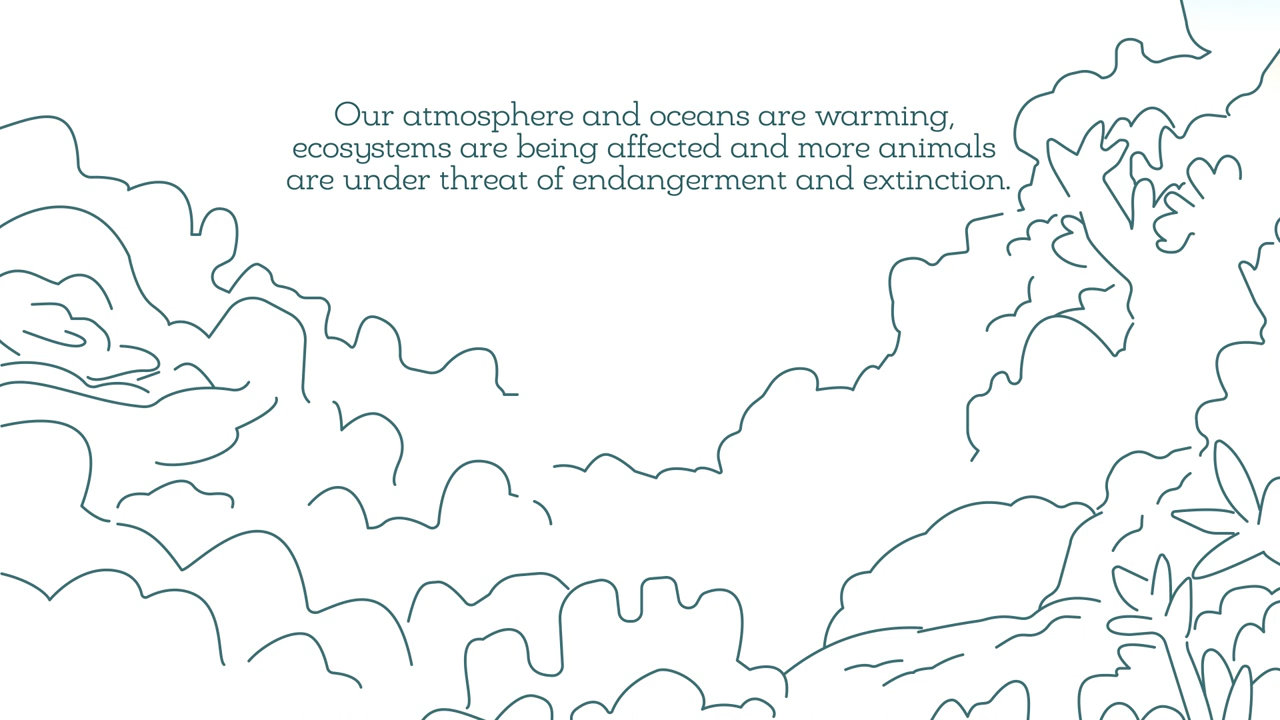 Our atmosphere and oceans are warming,
ecosystems are being affected and more animals
are under threat of endangerment and extinction.